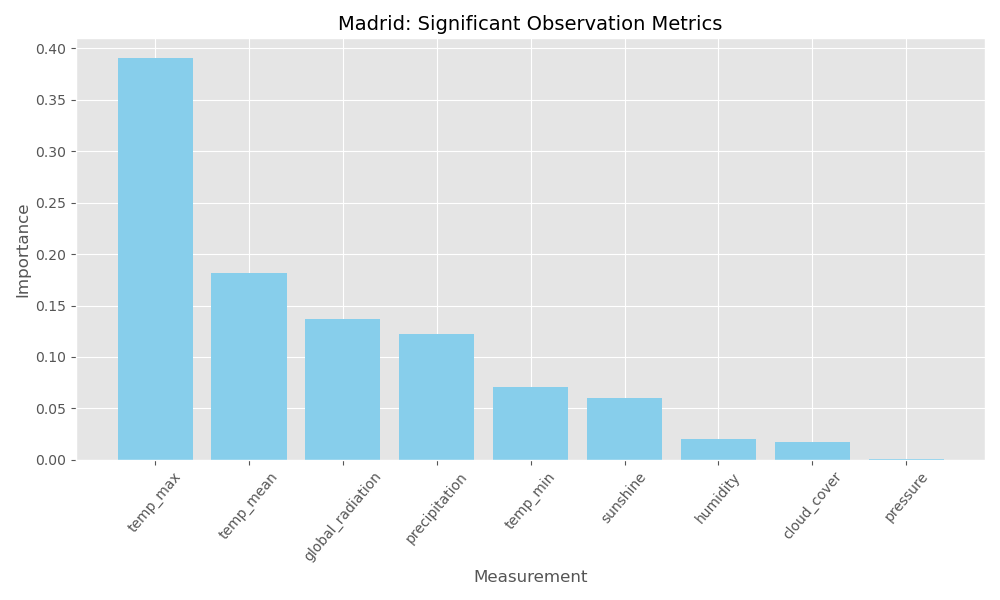 Madrid: Significant Observation Metrics
Importance
0.40
0.35
0.30
0.25
0.20
0.15
0.10
0.05
0.00
temp_max
temp_mean
global_radiation
precipitation
temp_min
sunshine
humidity
cloud_cover
pressure
Measurement